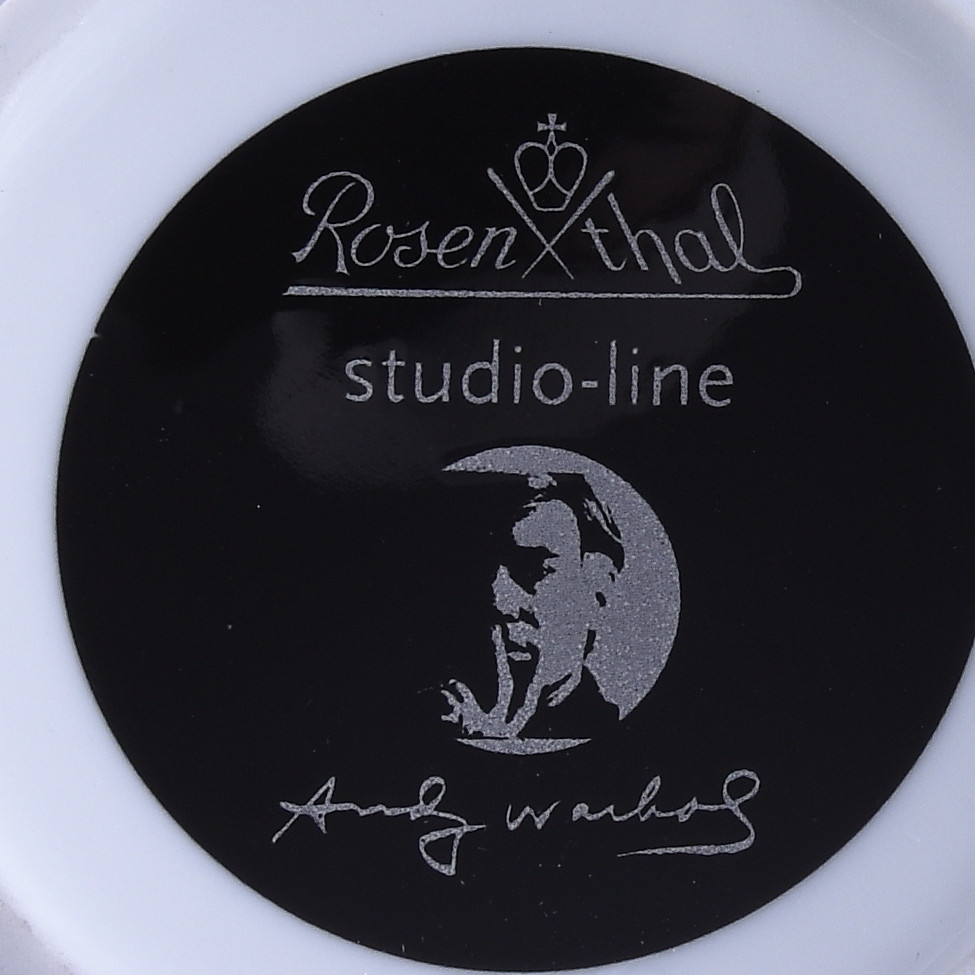 Rosenthal
studio-line
Andy Warhol